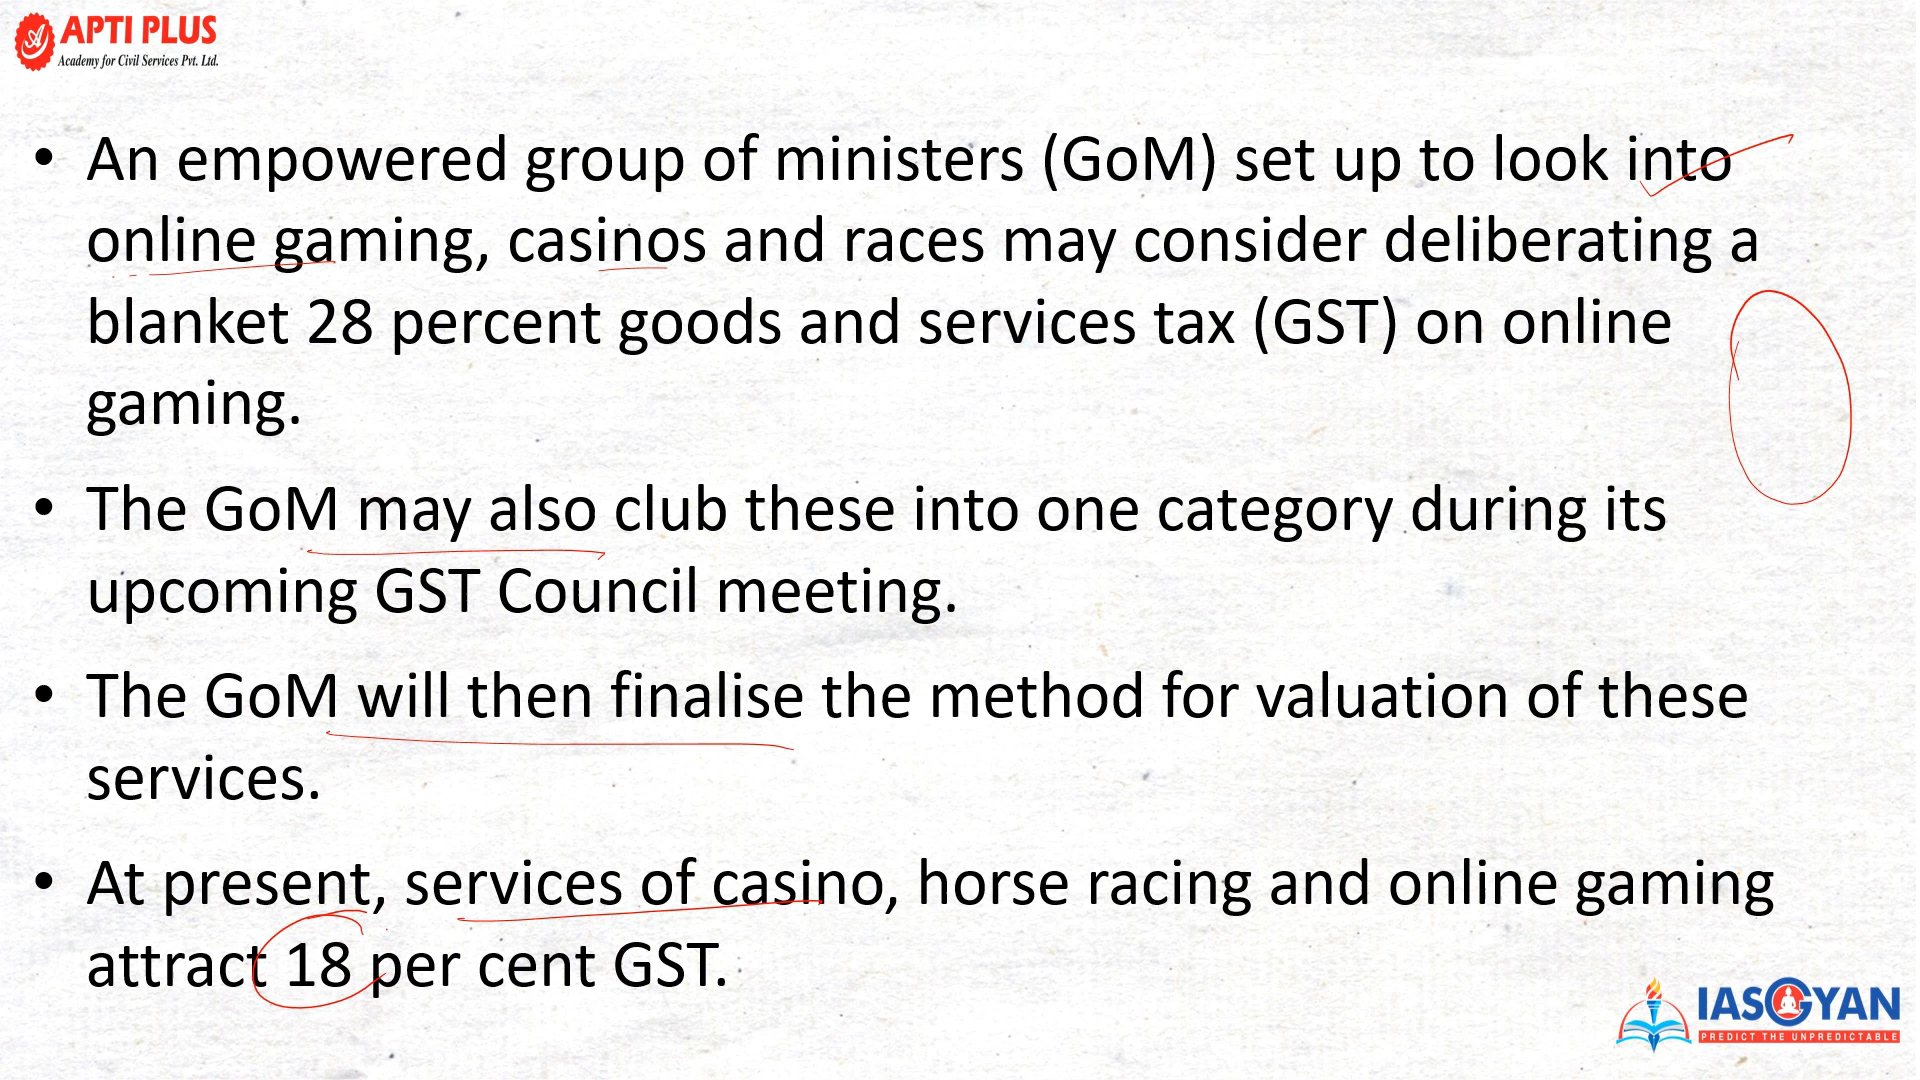 APTI PLUS
Academy for Civil Services Pvt. Ltd.
• An empowered group of ministers (GoM) set up to look into
online gaming, casinos and races may consider deliberating a
blanket 28 percent goods and services tax (GST) on online
gaming.
• The GoM may also club these into one category during its
upcoming GST Council meeting.
• The GoM will then finalise the method for valuation of these
services.
• At present, services of casino, horse racing and online gaming
attract 18 per cent GST.
IASGYAN
PREDICT THE UNPREDICTABLE